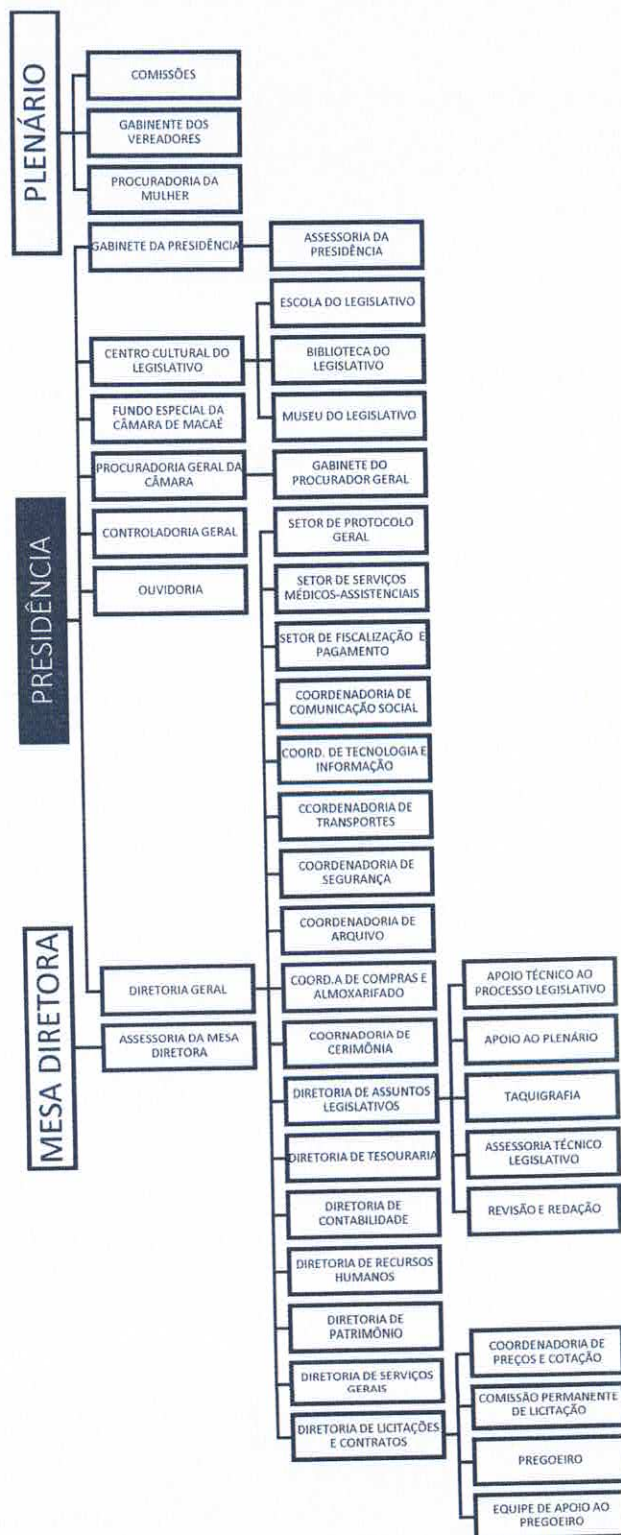 PLENÁRIO
COMISSÕES
GABINENTE DOS
VEREADORES
PROCURADORIA DA
MULHER
PRESIDÊNCIA
GABINETE DA PRESIDÊNCIA
ASSESSORIA DA
PRESIDÊNCIA
CENTRO CULTURAL DO
LEGISLATIVO
ESCOLA DO LEGISLATIVO
BIBLIOTECA DO
LEGISLATIVO
MUSEU DO LEGISLATIVO
FUNDO ESPECIAL DA
CÂMARA DE MACAÉ
PROCURADORIA GERAL DA
CÂMARA
GABINETE DO
PROCURADOR GERAL
CONTROLADORIA GERAL
OUVIDORIA
DIRETORIA GERAL
SETOR DE PROTOCOLO
GERAL
SETOR DE SERVIÇOS
MÉDICOS-ASSISTENCIAIS
SETOR DE FISCALIZAÇÃO E
PAGAMENTO
COORDENADORIA DE
COMUNICAÇÃO SOCIAL
COORD. DE TECNOLOGIA E
INFORMAÇÃO
CCORDENADORIA DE
TRANSPORTES
COORDENADORIA DE
SEGURANÇA
COORDENADORIA DE
ARQUIVO
COORD.A DE COMPRAS E
ALMOXARIFADO
COORNADORIA DE
CERIMÔNIA
DIRETORIA DE ASSUNTOS
LEGISLATIVOS
APOIO TÉCNICO AO
PROCESSO LEGISLATIVO
APOIO AO PLENÁRIO
TAQUIGRAFIA
ASSESSORIA TÉCNICO
LEGISLATIVO
REVISÃO E REDAÇÃO
DIRETORIA DE TESOURARIA
DIRETORIA DE
CONTABILIDADE
DIRETORIA DE RECURSOS
HUMANOS
DIRETORIA DE
PATRIMÔNIO
DIRETORIA DE SERVIÇOS
GERAIS
DIRETORIA DE LICITAÇÕES
E CONTRATOS
COORDENADORIA DE
PREÇOS E COTAÇÃO
COMISSÃO PERMANENTE
DE LICITAÇÃO
PREGOEIRO
EQUIPE DE APOIO AO
PREGOEIRO
MESA DIRETORA
ASSESSORIA DA MESA
DIRETORA